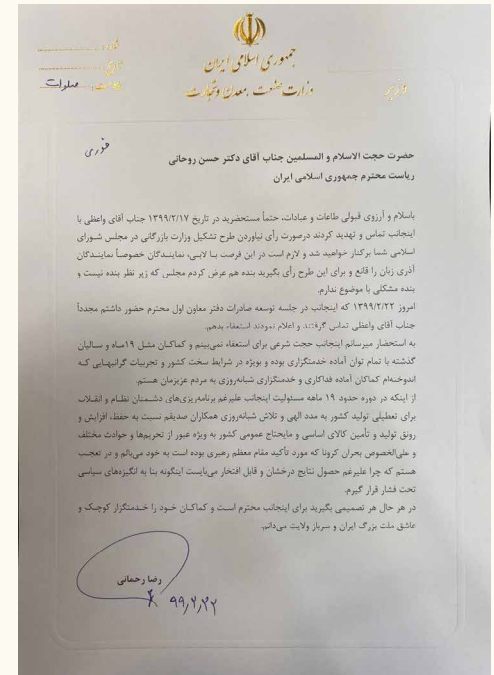 جمهوری اسلامی ایران
وزارت صنعت، معدن و تجارت
وزیر
شماره:
تاریخ:
پیوست: صلوات
فوری
حضرت حجت الاسلام و المسلمین جناب آقای دکتر حسن روحانی
ریاست محترم جمهوری اسلامی ایران
باسلام و آرزوی قبولی طاعات و عبادات، حتماً مستحضرید در تاریخ ۱۳۹۹/۲/۱۷ جناب آقای واعظی با
اینجانب تماس و تهدید کردند درصورت رأی نیاوردن طرح تشکیل وزارت بازرگانی در مجلس شورای
اسلامی شما برکنار خواهید شد و لازم است در این فرصت با لابی، نمایندگان خصوصاً نمایندگان
آذری زبان را قانع و برای این طرح رأی بگیرید بنده هم عرض کردم مجلس که زیر نظر بنده نیست و
بنده مشکلی با موضوع ندارم.
امروز ۱۳۹۹/۲/۲۲ که اینجانب در جلسه توسعه صادرات دفتر معاون اول محترم حضور داشتم مجدداً
جناب آقای واعظی تماس گرفتند و اعلام نمودند استعفاء بدهم.
به استحضار میرسانم اینجانب حجت شرعی برای استعفاء نمی‌بینم و کماکان مثل ۱۹ماه و سالیان
گذشته با تمام توان آماده خدمتگزاری بوده و بویژه در شرایط سخت کشور و تجربیات گرانبهایی که
اندوخته‌ام کماکان آماده فداکاری و خدمتگزاری شبانه‌روزی به مردم عزیزمان هستم.
از اینکه در دوره حدود ۱۹ ماهه مسئولیت اینجانب علیرغم برنامه‌ریزی‌های دشمنان نظام و انقلاب
برای تعطیلی تولید کشور به مدد الهی و تلاش شبانه‌روزی همکاران صدیقم نسبت به حفظ، افزایش و
رونق تولید و تأمین کالای اساسی و مایحتاج عمومی کشور به ویژه عبور از تحریم‌ها و حوادث مختلف
و علی‌الخصوص بحران کرونا که مورد تأکید مقام معظم رهبری بوده است به خود می‌بالم و در تعجب
هستم که چرا علیرغم حصول نتایج درخشان و قابل افتخار می‌بایست اینگونه بنا به انگیزه‌های سیاسی
تحت فشار قرار گیرم.
در هر حال هر تصمیمی بگیرید برای اینجانب محترم است و کماکان خود را خدمتگزار کوچک و
عاشق ملت بزرگ ایران و سرباز ولایت می‌دانم.
رضا رحمانی
۹۹٫۲٫۲۲